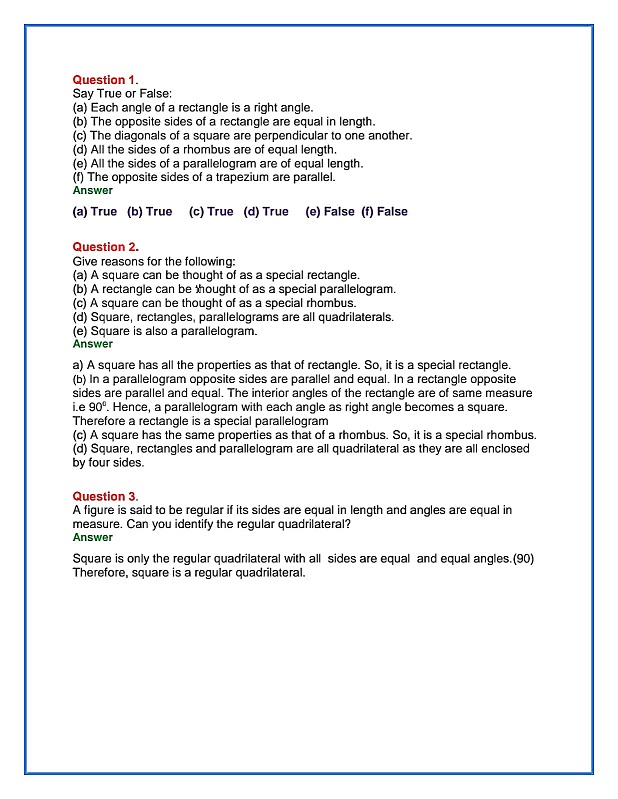 Question 1.
Say True or False:
(a) Each angle of a rectangle is a right angle.
(b) The opposite sides of a rectangle are equal in length.
(c) The diagonals of a square are perpendicular to one another.
(d) All the sides of a rhombus are of equal length.
(e) All the sides of a parallelogram are of equal length.
(f) The opposite sides of a trapezium are parallel.
Answer
(a) True (b) True (c) True (d) True (e) False (f) False
Question 2.
Give reasons for the following:
(a) A square can be thought of as a special rectangle.
(b) A rectangle can be thought of as a special parallelogram.
(c) A square can be thought of as a special rhombus.
(d) Square, rectangles, parallelograms are all quadrilaterals.
(e) Square is also a parallelogram.
Answer
a) A square has all the properties as that of rectangle. So, it is a special rectangle.
(b) In a parallelogram opposite sides are parallel and equal. In a rectangle opposite
sides are parallel and equal. The interior angles of the rectangle are of same measure
i.e 90⁰. Hence, a parallelogram with each angle as right angle becomes a square.
Therefore a rectangle is a special parallelogram
(c) A square has the same properties as that of a rhombus. So, it is a special rhombus.
(d) Square, rectangles and parallelogram are all quadrilateral as they are all enclosed
by four sides.
Question 3.
A figure is said to be regular if its sides are equal in length and angles are equal in
measure. Can you identify the regular quadrilateral?
Answer
Square is only the regular quadrilateral with all sides are equal and equal angles.(90)
Therefore, square is a regular quadrilateral.